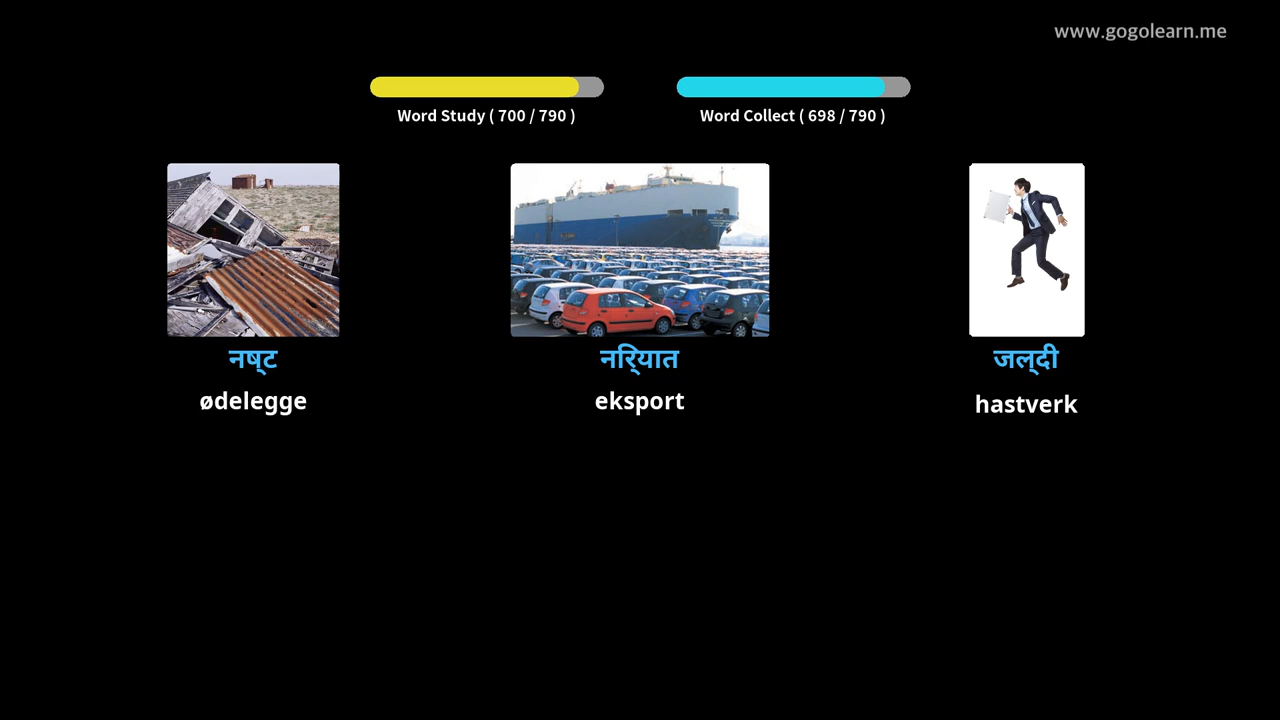 www.gogolearn.me
Word Study ( 700 / 790 )
Word Collect ( 698 / 790 )
नष्ट
निर्यात
जल्दी
ødelegge
eksport
hastverk